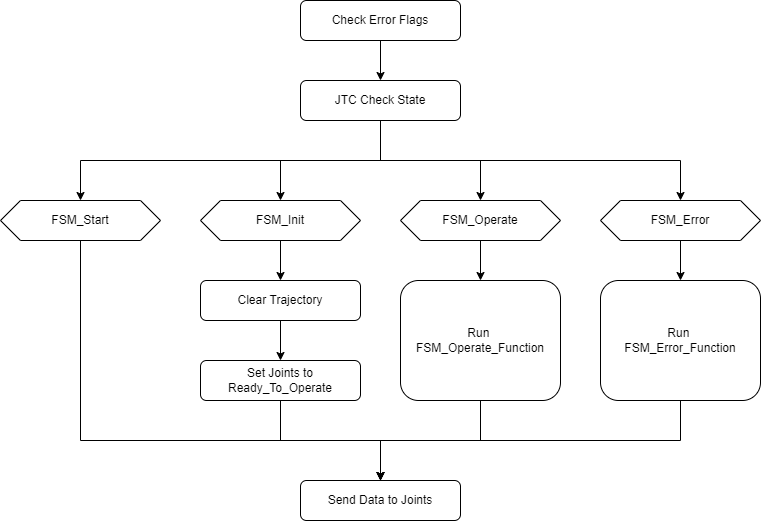 Check Error Flags
JTC Check State
FSM_Start
FSM_Init
FSM_Operate
FSM_Error
Clear Trajectory
Run
FSM_Operate_Function
Run
FSM_Error_Function
Set Joints to
Ready_To_Operate
Send Data to Joints